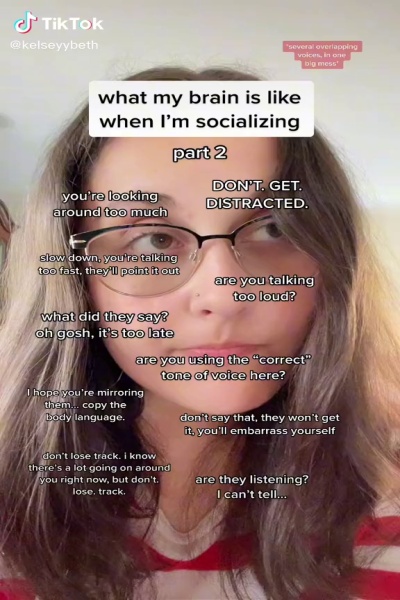 TikTok
@kelseyybeth
"several overlapping
voices, in one
big mess"
what my brain is like
when I'm socializing
part 2
you're looking
around too much
DON'T. GET.
DISTRACTED.
slow down, you're talking
too fast, they'll point it out
are you talking
too loud?
what did they say?
oh gosh, it's too late
are you using the "correct"
tone of voice here?
I hope you're mirroring
them... copy the
body language.
don't say that, they won't get
it, you'll embarrass yourself
don't lose track. i know
there's a lot going on around
you right now, but don't.
lose. track.
are they listening?
I can't tell...